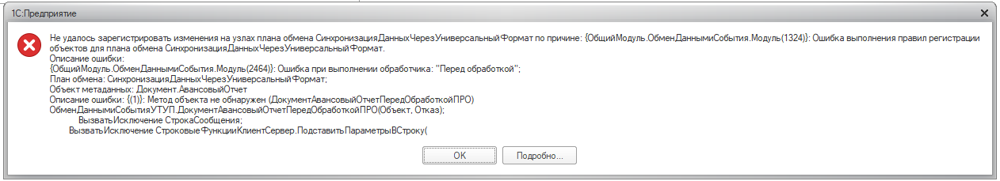 1С:Предприятие
Не удалось зарегистрировать изменения на узлах плана обмена СинхронизацияДанныхЧерезУниверсальныйФормат по причине: {ОбщийМодуль.ОбменДаннымиСобытия.Модуль(1324)}: Ошибка выполнения правил регистрации
объектов для плана обмена СинхронизацияДанныхЧерезУниверсальныйФормат.
Описание ошибки:
{ОбщийМодуль.ОбменДаннымиСобытия.Модуль(2464)}: Ошибка при выполнении обработчика: "Перед обработкой";
План обмена: СинхронизацияДанныхЧерезУниверсальныйФормат;
Объект метаданных: Документ.АвансовыйОтчет
Описание ошибки: {(1)}: Метод объекта не обнаружен (ДокументАвансовыйОтчетПередОбработкойПРО)
ОбменДаннымиСобытияУТУП.ДокументАвансовыйОтчетПередОбработкойПРО(Объект, Отказ);
ВызватьИсключение СтрокаСообщения;
ВызватьИсключение СтроковыеФункцииКлиентСервер.ПодставитьПараметрыВСтроку(
ОК
Подробно...